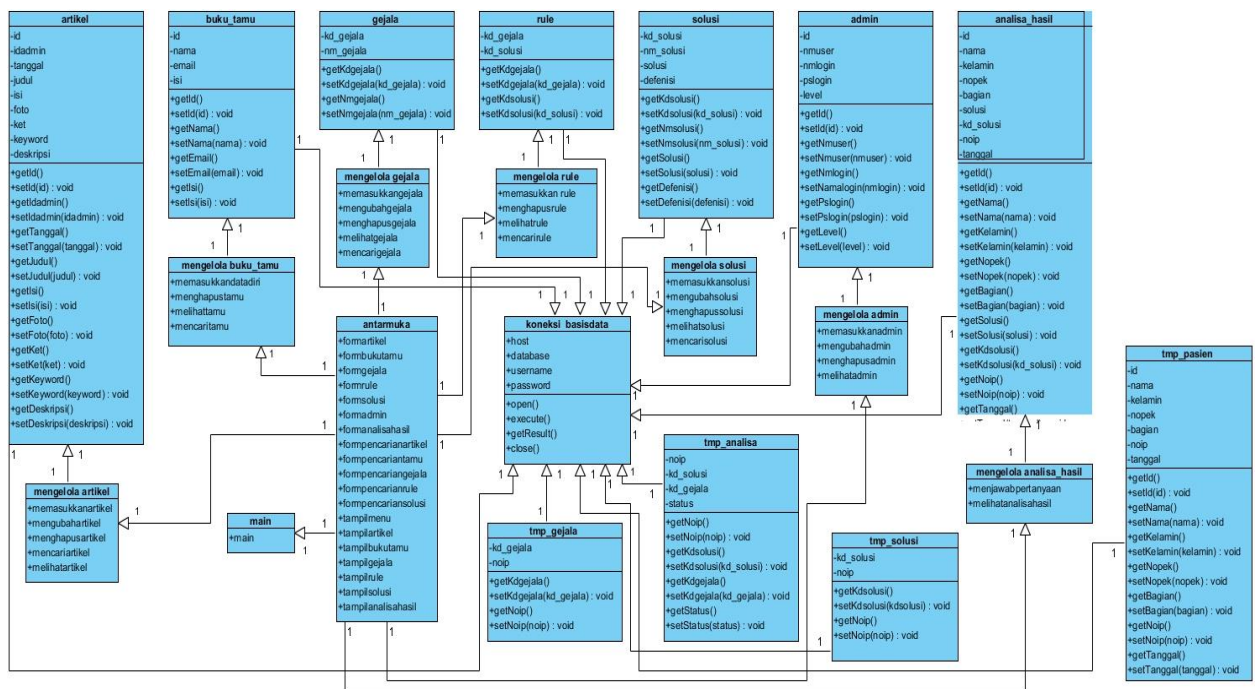 artikel
-id
-idadmin
-tanggal
-judul
-isi
-foto
-ket
-keyword
-deskripsi
+getId()
+setId(id) : void
+getIdadmin()
+setIdadmin(idadmin) : void
+getTanggal()
+setTanggal(tanggal) : void
+getJudul()
+setJudul(judul) : void
+getIsi()
+setIsi(isi) : void
+getFoto()
+setFoto(foto) : void
+getKet()
+setKet(ket) : void
+getKeyword()
+setKeyword(keyword) : void
+getDeskripsi()
+setDeskripsi(deskripsi) : void
buku_tamu
-id
-nama
-email
-isi
+getId()
+setId(id) : void
+getNama()
+setNama(nama) : void
+getEmail()
+setEmail(email) : void
+getIsi()
+setIsi(isi) : void
gejala
-kd_gejala
-nm_gejala
+getKdgejala()
+setKdgejala(kd_gejala) : void
+getNmgejala()
+setNmgejala(nm_gejala) : void
rule
-kd_gejala
-kd_solusi
+getKdgejala()
+setKdgejala(kd_gejala) : void
+getKdsolusi()
+setKdsolusi(kd_solusi) : void
solusi
-kd_solusi
-nm_solusi
-solusi
-defenisi
+getKdsolusi()
+setKdsolusi(kd_solusi) : void
+getNmsolusi()
+setNmsolusi(nm_solusi) : void
+getSolusi()
+setSolusi(solusi) : void
+getDefenisi()
+setDefenisi(defenisi) : void
admin
-id
-nmuser
-nmlogin
-pslogin
-level
+getId()
+setId(id) : void
+getNmuser()
+setNmuser(nmuser) : void
+getNmlogin()
+setNamalogin(nmlogin) : void
+getPslogin()
+setPslogin(pslogin) : void
+getLevel()
+setLevel(level) : void
analisa_hasil
-id
-nama
-kelamin
-nopek
-bagian
-solusi
-kd_solusi
-noip
-tanggal
+getId()
+setId(id) : void
+getNama()
+setNama(nama) : void
+getKelamin()
+setKelamin(kelamin) : void
+getNopek()
+setNopek(nopek) : void
+getBagian()
+setBagian(bagian) : void
+getSolusi()
+setSolusi(solusi) : void
+getKdsolusi()
+setKdsolusi(kd_solusi) : void
+getNoip()
+setNoip(noip) : void
+getTanggal()
mengelola buku_tamu
+memasukkandatadiri
+menghapustamu
+melihattamu
+mencaritamu
mengelola gejala
+memasukkangejala
+mengubahgejala
+menghapusgejala
+melihatgejala
+mencarigejala
mengelola rule
+memasukkan rule
+menghapusrule
+melihatrule
+mencarirule
mengelola solusi
+memasukkansolusi
+mengubahsolusi
+menghapussolusi
+melihatsolusi
+mencarisolusi
mengelola admin
+memasukkanadmin
+mengubahadmin
+menghapusadmin
+melihatadmin
antarmuka
+formartikel
+formbukutamu
+formgejala
+formrule
+formsolusi
+formadmin
+formanalisahasil
+formpencarianartikel
+formpencariantamu
+formpencariangejala
+formpencarianrule
+formpencariansolusi
+tampilmenu
+tampilartikel
+tampilbukutamu
+tampilgejala
+tampilrule
+tampilsolusi
+tampilanalisahasil
koneksi_basisdata
+host
+database
+username
+password
+open()
+execute()
+getResult()
+close()
mengelola artikel
+memasukkanartikel
+mengubahartikel
+menghapusartikel
+mencariartikel
+melihatartikel
main
+main
tmp_gejala
-kd_gejala
-noip
+getKdgejala()
+setKdgejala(kd_gejala) : void
+getNoip()
+setNoip(noip) : void
tmp_analisa
-noip
-kd_solusi
-kd_gejala
-status
+getNoip()
+setNoip(noip) : void
+getKdsolusi()
+setKdsolusi(kd_solusi) : void
+getKdgejala()
+setKdgejala(kd_gejala) : void
+getStatus()
+setStatus(status) : void
tmp_solusi
-kd_solusi
-noip
+getKdsolusi()
+setKdsolusi(kdsolusi) : void
+getNoip()
+setNoip(noip) : void
mengelola analisa_hasil
+menjawabpertanyaan
+melihatanalisahasil
tmp_pasien
-id
-nama
-kelamin
-nopek
-bagian
-noip
-tanggal
+getId()
+setId(id) : void
+getNama()
+setNama(nama) : void
+getKelamin()
+setKelamin(kelamin) : void
+getNopek()
+setNopek(nopek) : void
+getBagian()
+setBagian(bagian) : void
+getNoip()
+setNoip(noip) : void
+getTanggal()
+setTanggal(tanggal) : void